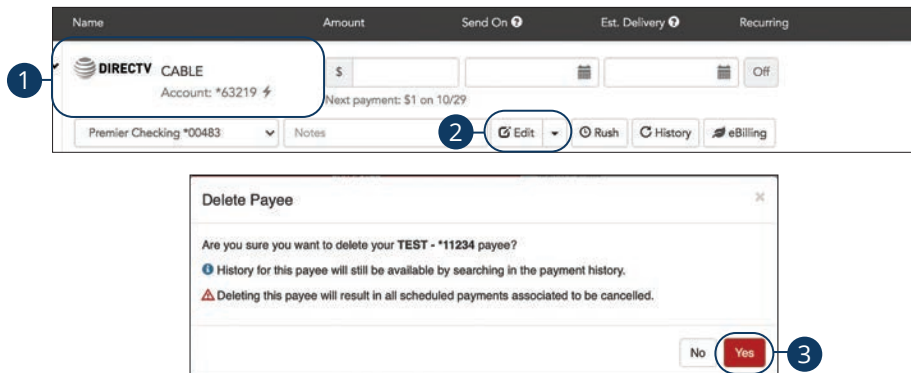 Name Amount Send On Est. Delivery Recurring
1
DIRECTV CABLE
Account: *63219
$ Off
Next payment: $1 on 10/29
Premier Checking *00483 Notes 2 Edit Rush History eBilling
Delete Payee ×
Are you sure you want to delete your TEST - *11234 payee?
History for this payee will still be available by searching in the payment history.
Deleting this payee will result in all scheduled payments associated to be cancelled.
No Yes 3